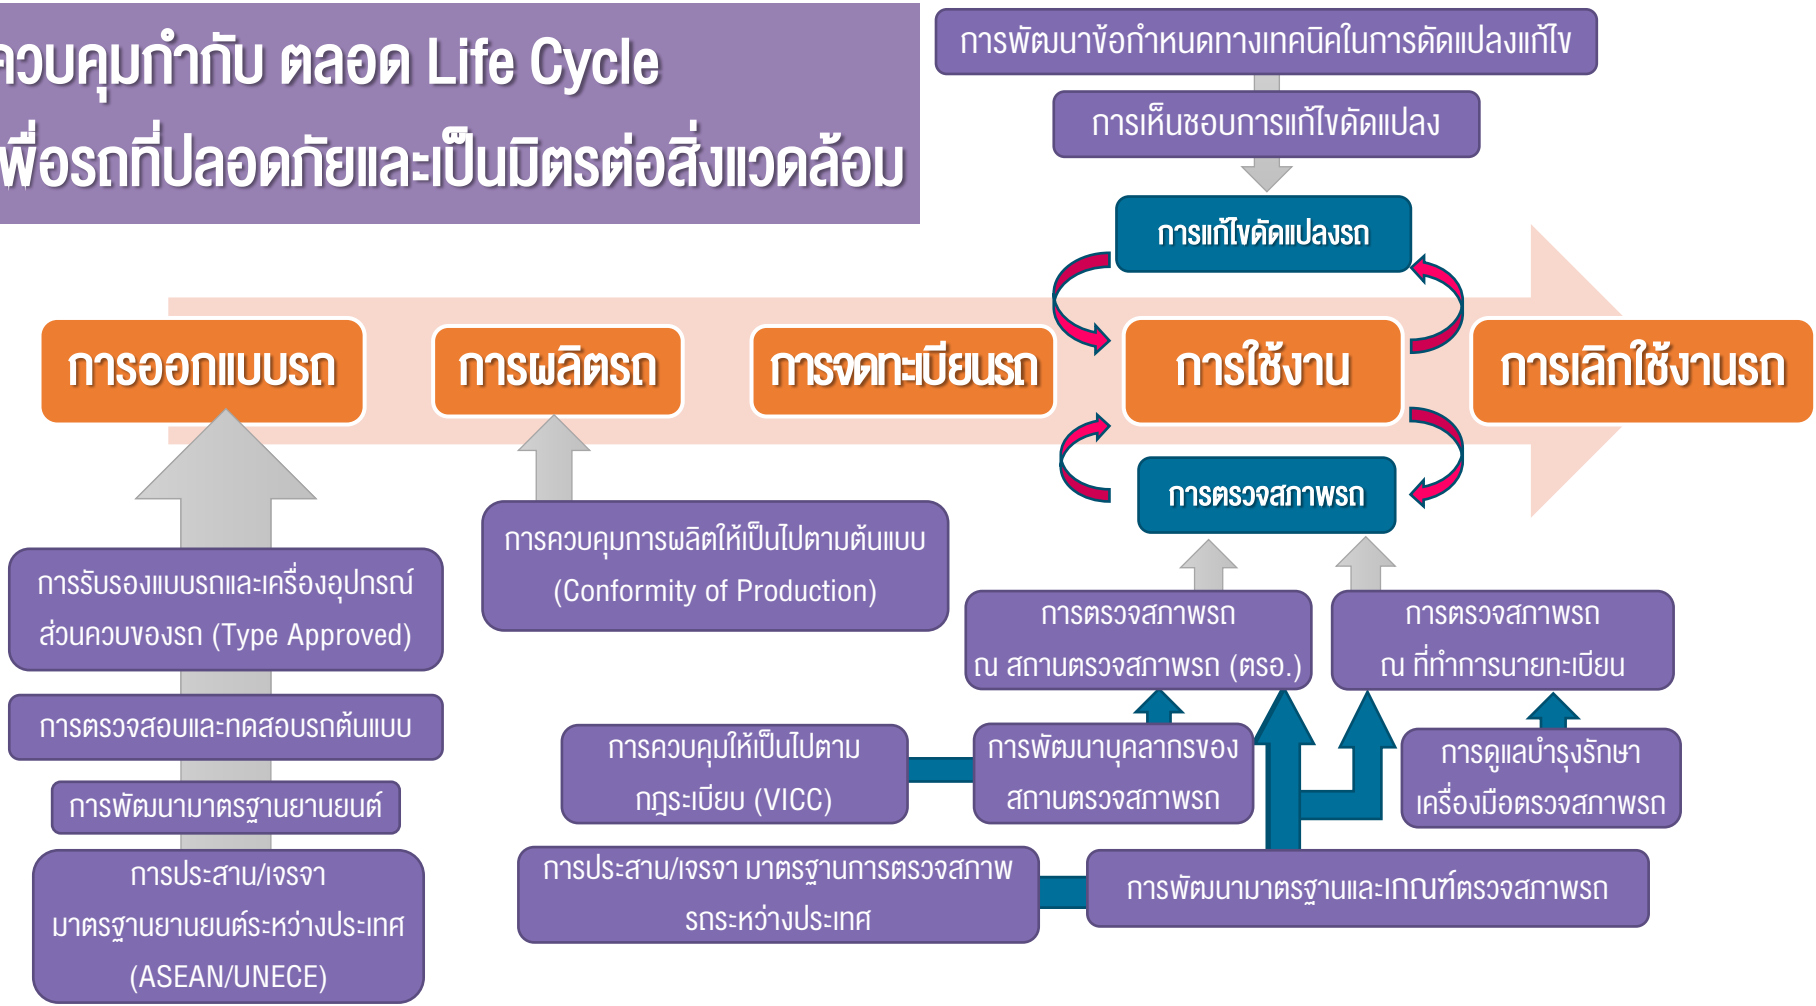 ควบคุมกำกับ ตลอด Life Cycle
พื่อรถที่ปลอดภัยและเป็นมิตรต่อสิ่งแวดล้อม
การพัฒนาข้อกำหนดทางเทคนิคในการดัดแปลงแก้ไข
การเห็นชอบการแก้ไขดัดแปลง
การแก้ไขดัดแปลงรถ
การออกแบบรถ
การผลิตรถ
การจดทะเบียนรถ
การใช้งาน
การเลิกใช้งานรถ
การตรวจสภาพรถ
การรับรองแบบรถและเครื่องอุปกรณ์
ส่วนควบของรถ (Type Approved)
การตรวจสอบและทดสอบรถต้นแบบ
การพัฒนามาตรฐานยานยนต์
การประสาน/เจรจา
มาตรฐานยานยนต์ระหว่างประเทศ
(ASEAN/UNECE)
การควบคุมการผลิตให้เป็นไปตามต้นแบบ
(Conformity of Production)
การตรวจสภาพรถ
ณ สถานตรวจสภาพรถ (ตรอ.)
การตรวจสภาพรถ
ณ ที่ทำการนายทะเบียน
การควบคุมให้เป็นไปตาม
กฎระเบียบ (VICC)
การพัฒนาบุคลากรของ
สถานตรวจสภาพรถ
การดูแลบำรุงรักษา
เครื่องมือตรวจสภาพรถ
การประสาน/เจรจา มาตรฐานการตรวจสภาพ
รถระหว่างประเทศ
การพัฒนามาตรฐานและเกณฑ์ตรวจสภาพรถ